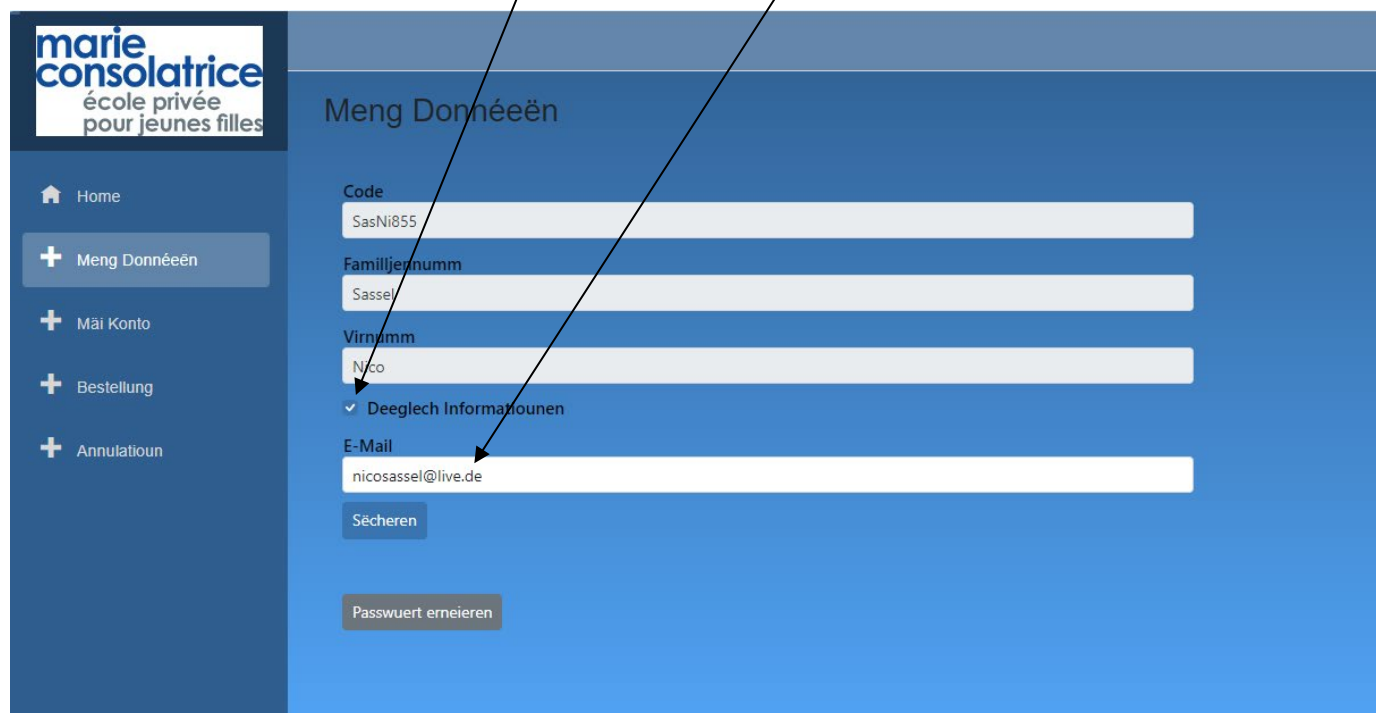 marie
consolatrice
école privée
pour jeunes filles
Home
Meng Donnéeën
Mäi Konto
Bestellung
Annulatioun
Meng Donnéeën
Code
SasNi855
Familljennumm
Sassel
Virnumm
Nico
Deeglech Informatiounen
E-Mail
nicosassel@live.de
Sécheren
Passwuert erneieren